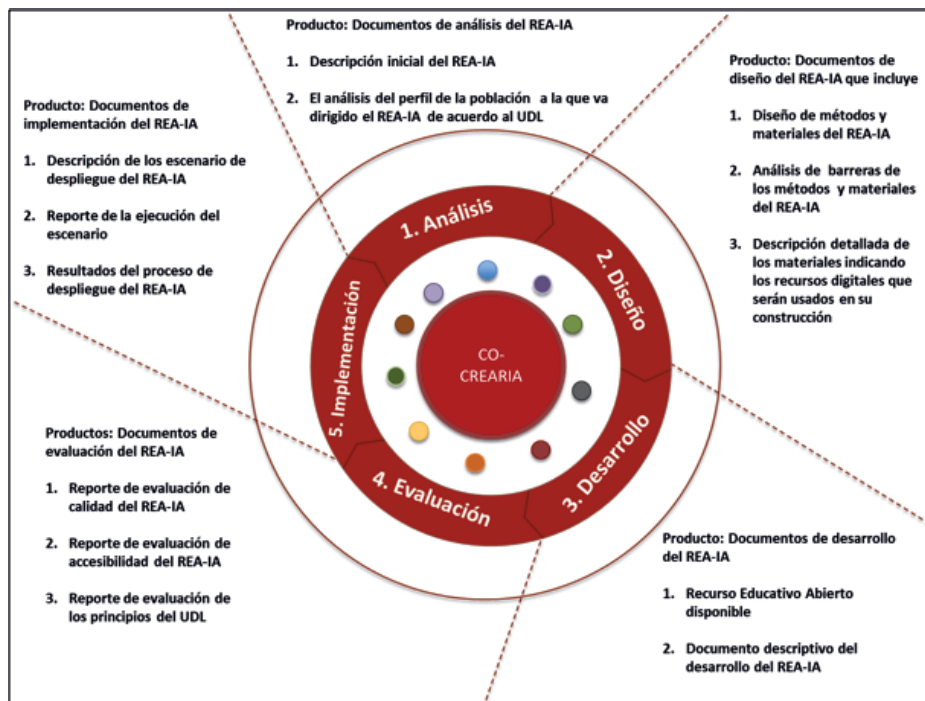 Producto: Documentos de análisis del REA-IA
1. Descripción inicial del REA-IA
2. El análisis del perfil de la población a la que va
dirigido el REA-IA de acuerdo al UDL
Producto: Documentos de
diseño del REA-IA que incluye
1. Diseño de métodos y
materiales del REA-IA
2. Análisis de barreras de
los métodos y materiales
del REA-IA
3. Descripción detallada de
los materiales indicando
los recursos digitales que
serán usados en su
construcción
Producto: Documentos de
implementación del REA-IA
1. Descripción de los escenario de
despliegue del REA-IA
2. Reporte de la ejecución del
escenario
3. Resultados del proceso de
despliegue del REA-IA
1. Análisis
2. Diseño
3. Desarrollo
4. Evaluación
5. Implementación
CO-
CREARIA
Productos: Documentos de
evaluación del REA-IA
1. Reporte de evaluación de
calidad del REA-IA
2. Reporte de evaluación de
accesibilidad del REA-IA
3. Reporte de evaluación de
los principios del UDL
Producto: Documentos de desarrollo
del REA-IA
1. Recurso Educativo Abierto
disponible
2. Documento descriptivo del
desarrollo del REA-IA